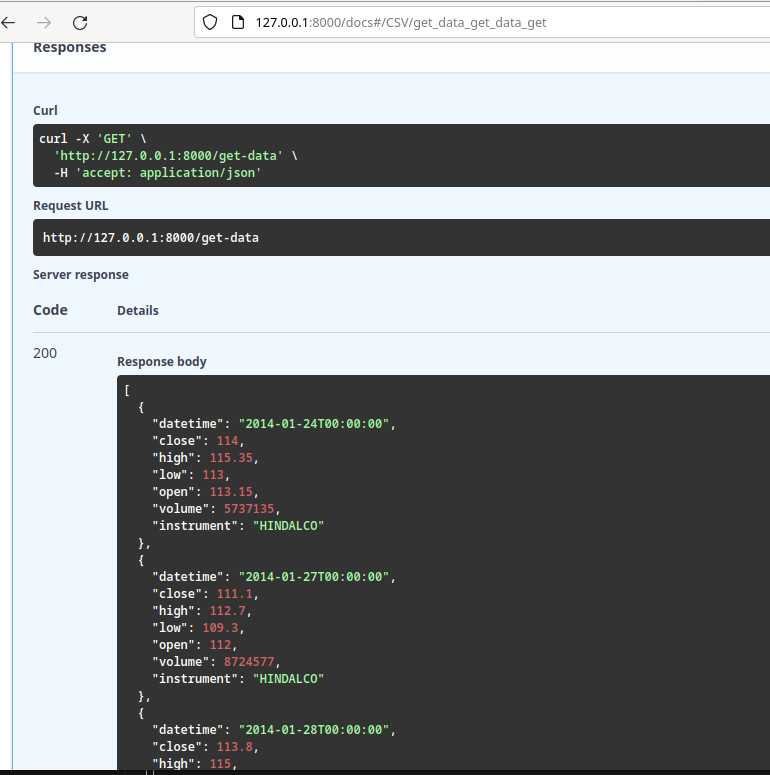 127.0.0.1:8000/docs#/CSV/get_data_get_data_get
Responses
Curl
curl -X 'GET' \
  'http://127.0.0.1:8000/get-data' \
  -H 'accept: application/json'
Request URL
http://127.0.0.1:8000/get-data
Server response
Code Details
200
Response body
[
  {
    "datetime": "2014-01-24T00:00:00",
    "close": 114,
    "high": 115.35,
    "low": 113,
    "open": 113.15,
    "volume": 5737135,
    "instrument": "HINDALCO"
  },
  {
    "datetime": "2014-01-27T00:00:00",
    "close": 111.1,
    "high": 112.7,
    "low": 109.3,
    "open": 112,
    "volume": 8724577,
    "instrument": "HINDALCO"
  },
  {
    "datetime": "2014-01-28T00:00:00",
    "close": 113.8,
    "high": 115,